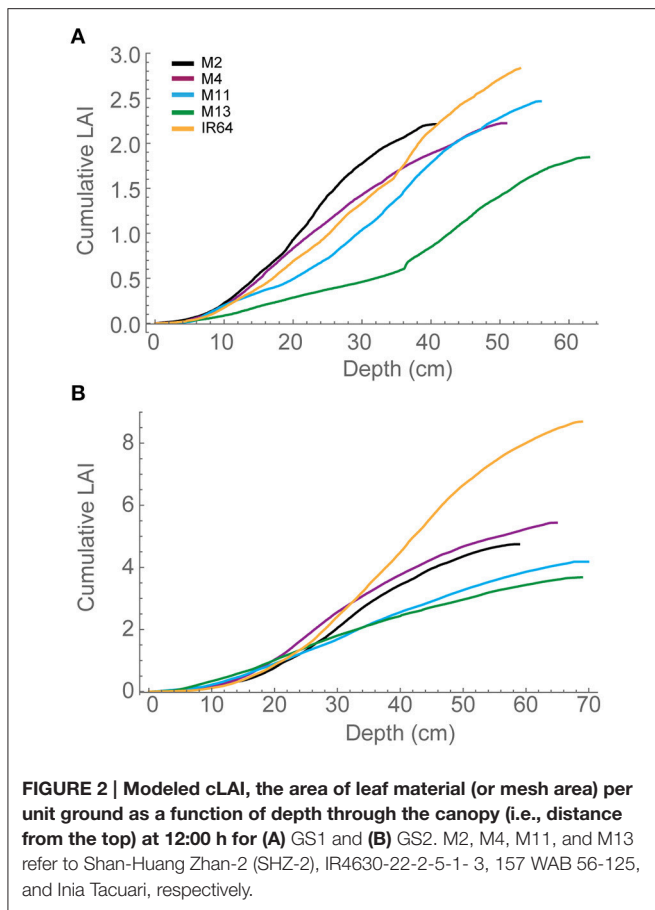 A
3.0
2.5
2.0
1.5
1.0
0.5
0.0
Cumulative LAI
M2
M4
M11
M13
IR64
0 10 20 30 40 50 60
Depth (cm)
B
8
6
4
2
0
Cumulative LAI
0 10 20 30 40 50 60 70
Depth (cm)
FIGURE 2 | Modeled cLAI, the area of leaf material (or mesh area) per
unit ground as a function of depth through the canopy (i.e., distance
from the top) at 12:00 h for (A) GS1 and (B) GS2. M2, M4, M11, and M13
refer to Shan-Huang Zhan-2 (SHZ-2), IR4630-22-2-5-1- 3, 157 WAB 56-125,
and Inia Tacuari, respectively.